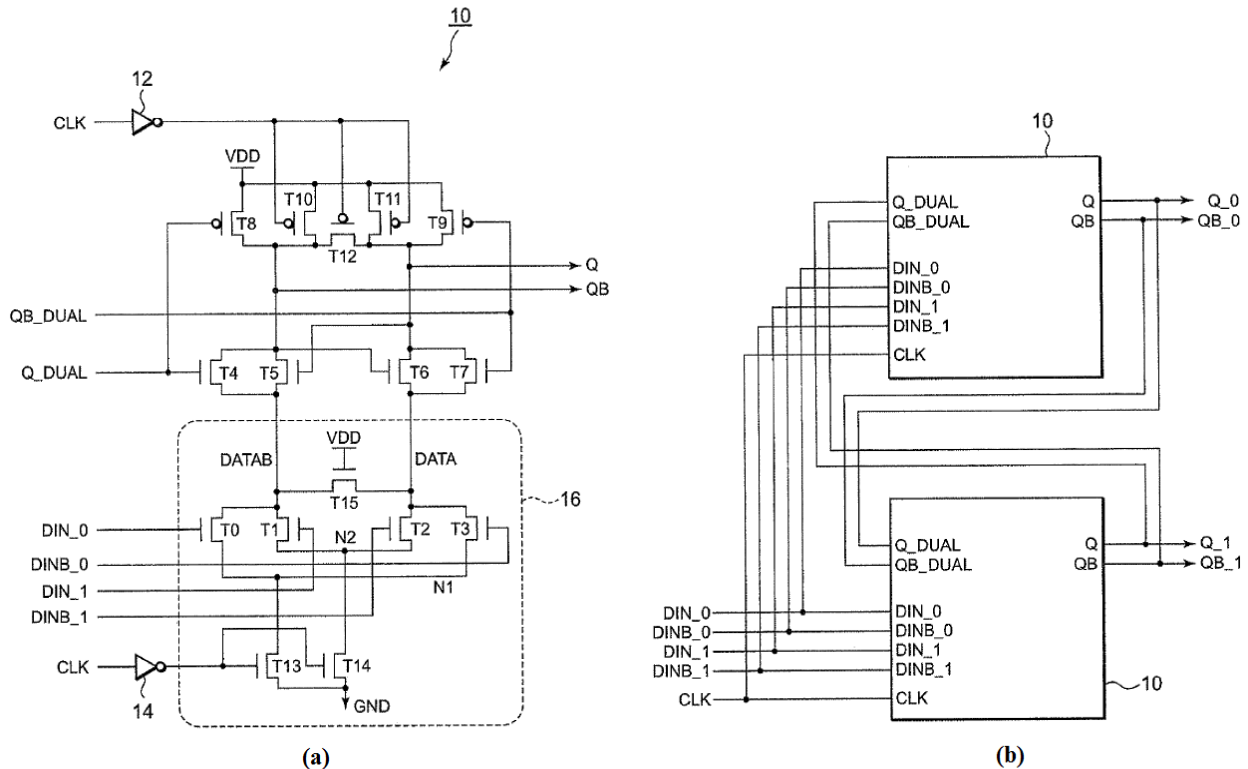 10
12
CLK
VDD
T10 T11
T8 T9
T12
Q
QB
QB_DUAL
Q_DUAL
T4 T5 T6 T7
VDD
DATAB DATA
T15
16
DIN_0
T0 T1 N2 T2 T3
DINB_0
DIN_1
N1
DINB_1
CLK
T13 T14
14
GND
(a)
10
Q_DUAL
QB_DUAL
Q Q_0
QB QB_0
DIN_0
DINB_0
DIN_1
DINB_1
CLK
Q_DUAL
QB_DUAL
Q Q_1
QB QB_1
DIN_0 DIN_0
DINB_0 DINB_0
DIN_1 DIN_1
DINB_1 DINB_1
CLK CLK
10
(b)